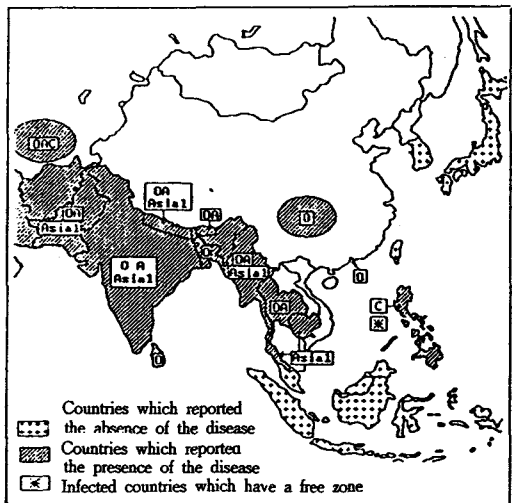 OAC
OA
Asia1
OA
Asia1
OA
O
O A
Asia1
O
OA
Asia1
OA
O
C
Asia1
O
Countries which reported
the absence of the disease
Countries which reported
the presence of the disease
Infected countries which have a free zone